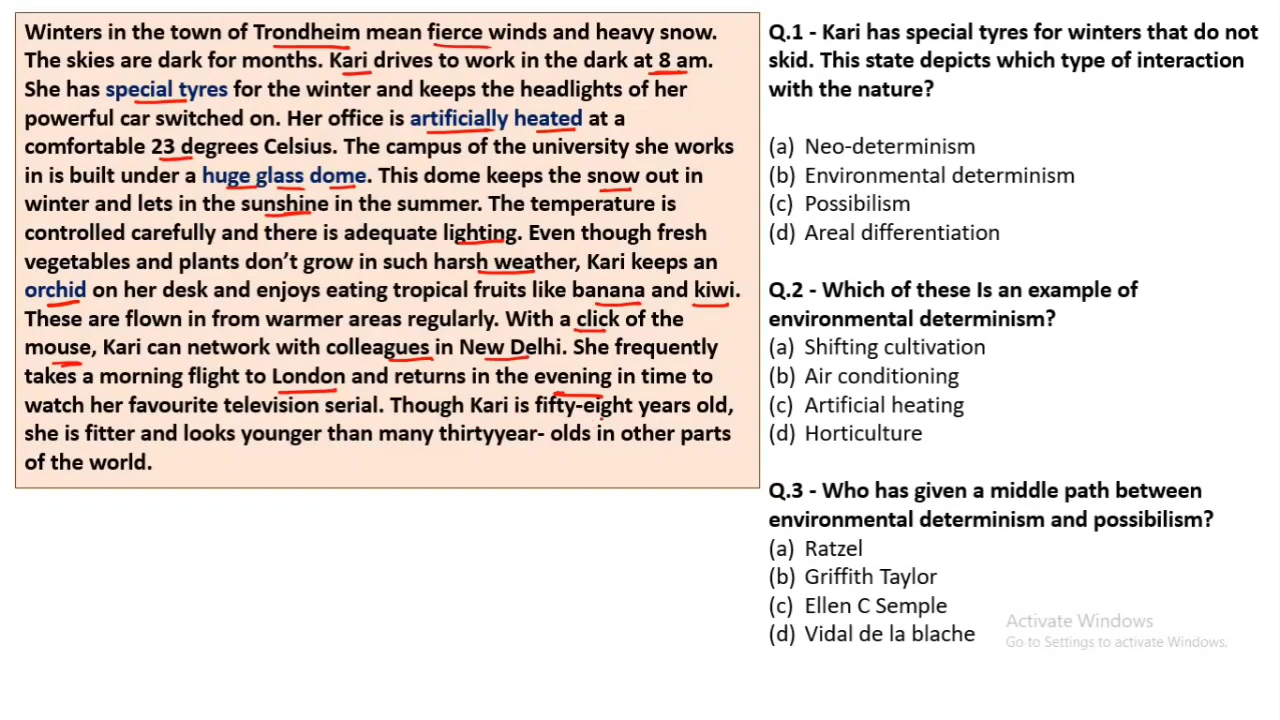 Winters in the town of Trondheim mean fierce winds and heavy snow.
The skies are dark for months. Kari drives to work in the dark at 8 am.
She has special tyres for the winter and keeps the headlights of her
powerful car switched on. Her office is artificially heated at a
comfortable 23 degrees Celsius. The campus of the university she works
in is built under a huge glass dome. This dome keeps the snow out in
winter and lets in the sunshine in the summer. The temperature is
controlled carefully and there is adequate lighting. Even though fresh
vegetables and plants don’t grow in such harsh weather, Kari keeps an
orchid on her desk and enjoys eating tropical fruits like banana and kiwi.
These are flown in from warmer areas regularly. With a click of the
mouse, Kari can network with colleagues in New Delhi. She frequently
takes a morning flight to London and returns in the evening in time to
watch her favourite television serial. Though Kari is fifty-eight years old,
she is fitter and looks younger than many thirtyyear- olds in other parts
of the world.
Q.1 - Kari has special tyres for winters that do not
skid. This state depicts which type of interaction
with the nature?
(a) Neo-determinism
(b) Environmental determinism
(c) Possibilism
(d) Areal differentiation
Q.2 - Which of these Is an example of
environmental determinism?
(a) Shifting cultivation
(b) Air conditioning
(c) Artificial heating
(d) Horticulture
Q.3 - Who has given a middle path between
environmental determinism and possibilism?
(a) Ratzel
(b) Griffith Taylor
(c) Ellen C Semple
(d) Vidal de la blache
Activate Windows
Go to Settings to activate Windows.